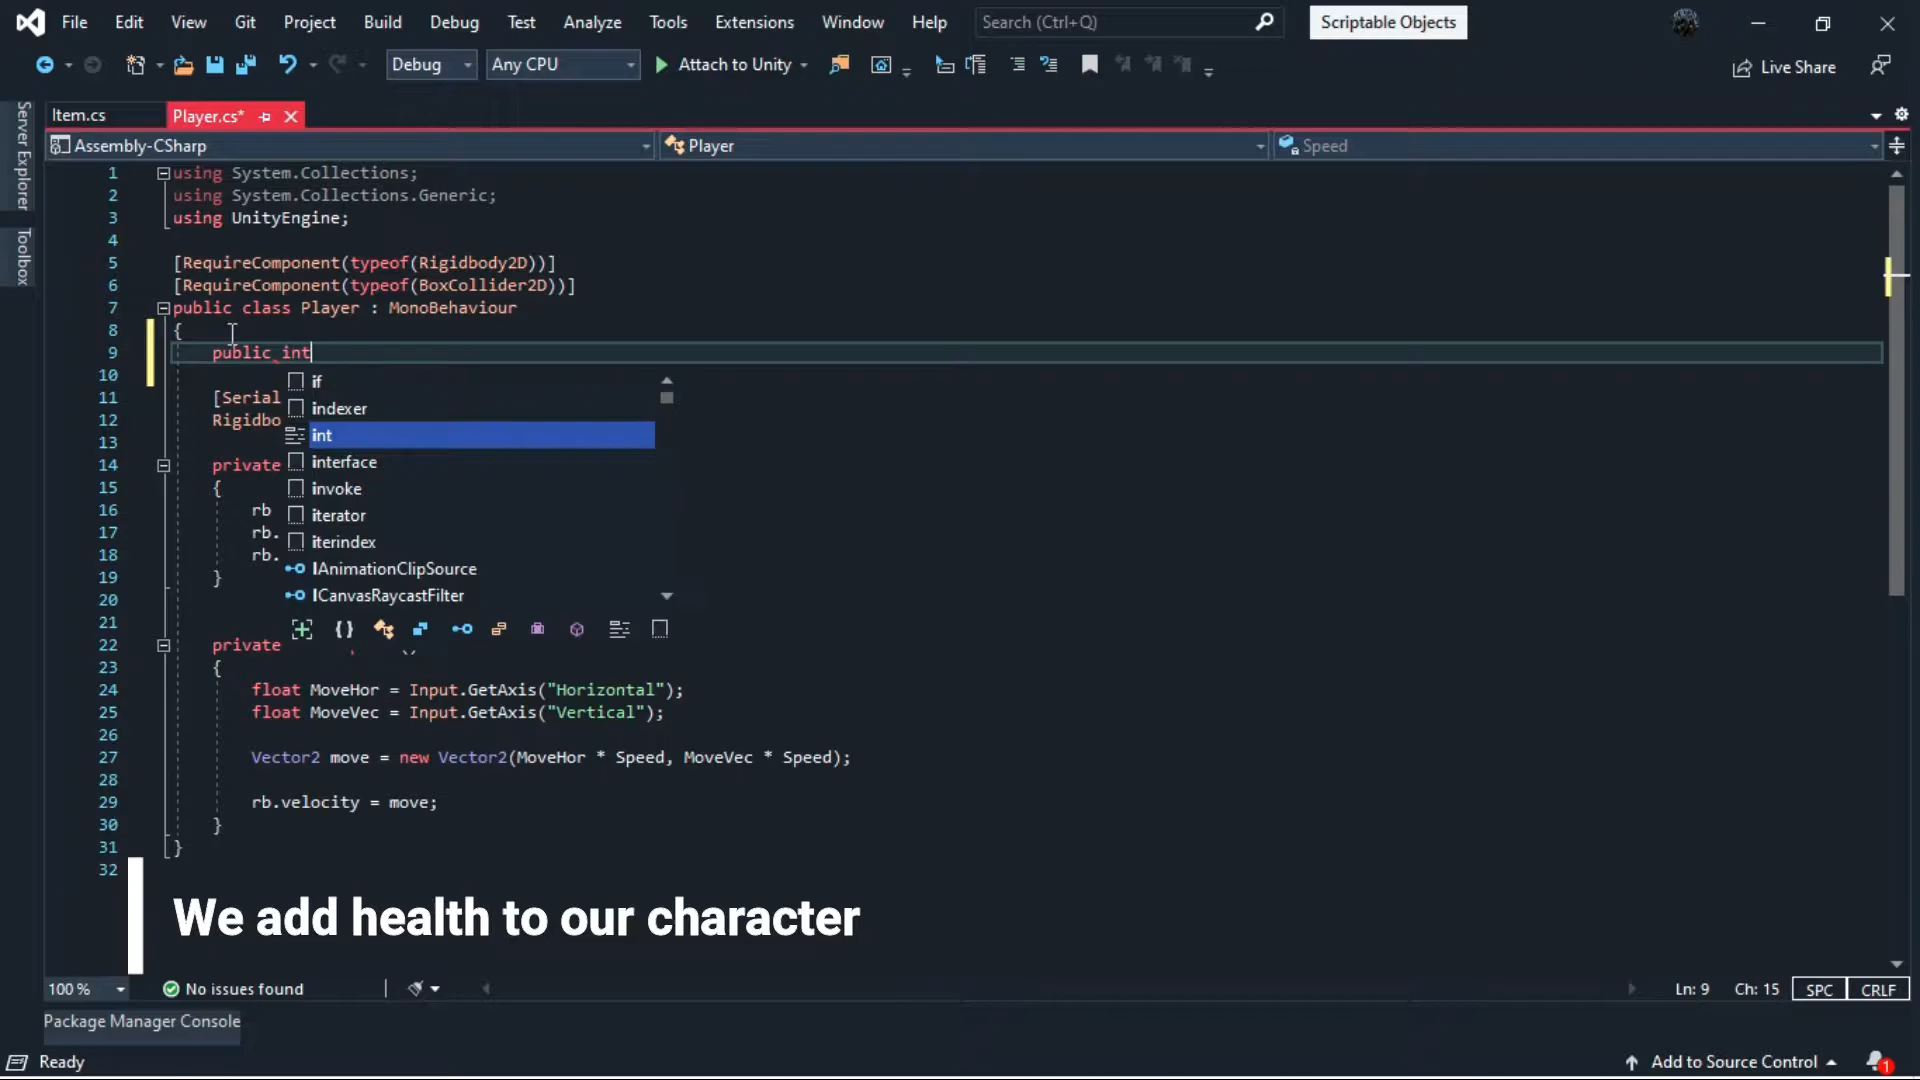 File Edit View Git Project Build Debug Test Analyze Tools Extensions Window Help Search (Ctrl+Q) Scriptable Objects
Debug Any CPU Attach to Unity Live Share
Server Explorer
Toolbox
Item.cs Player.cs*
Assembly-CSharp Player Speed
1 using System.Collections;
2 using System.Collections.Generic;
3 using UnityEngine;
4
5 [RequireComponent(typeof(Rigidbody2D))]
6 [RequireComponent(typeof(BoxCollider2D))]
7 public class Player : MonoBehaviour
8 {
9 public int
10
if
11 [Serial
indexer
12 Rigidbo
int
13
interface
14 private
15 {
invoke
16 rb
iterator
17 rb.
iterindex
18 rb.
IAnimationClipSource
19 }
ICanvasRaycastFilter
20
21
22 private
23 {
24 float MoveHor = Input.GetAxis("Horizontal");
25 float MoveVec = Input.GetAxis("Vertical");
26
27 Vector2 move = new Vector2(MoveHor * Speed, MoveVec * Speed);
28
29 rb.velocity = move;
30 }
31 }
32
We add health to our character
100 % No issues found Ln: 9 Ch: 15 SPC CRLF
Package Manager Console
Ready Add to Source Control 1